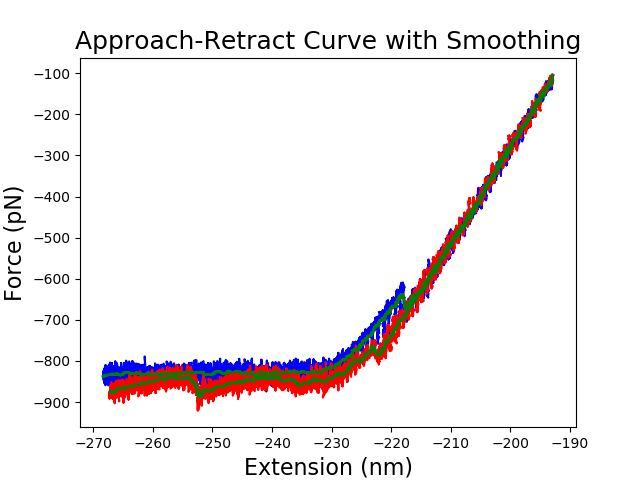 Approach-Retract Curve with Smoothing
Force (pN)
−100
−200
−300
−400
−500
−600
−700
−800
−900
−270 −260 −250 −240 −230 −220 −210 −200 −190
Extension (nm)